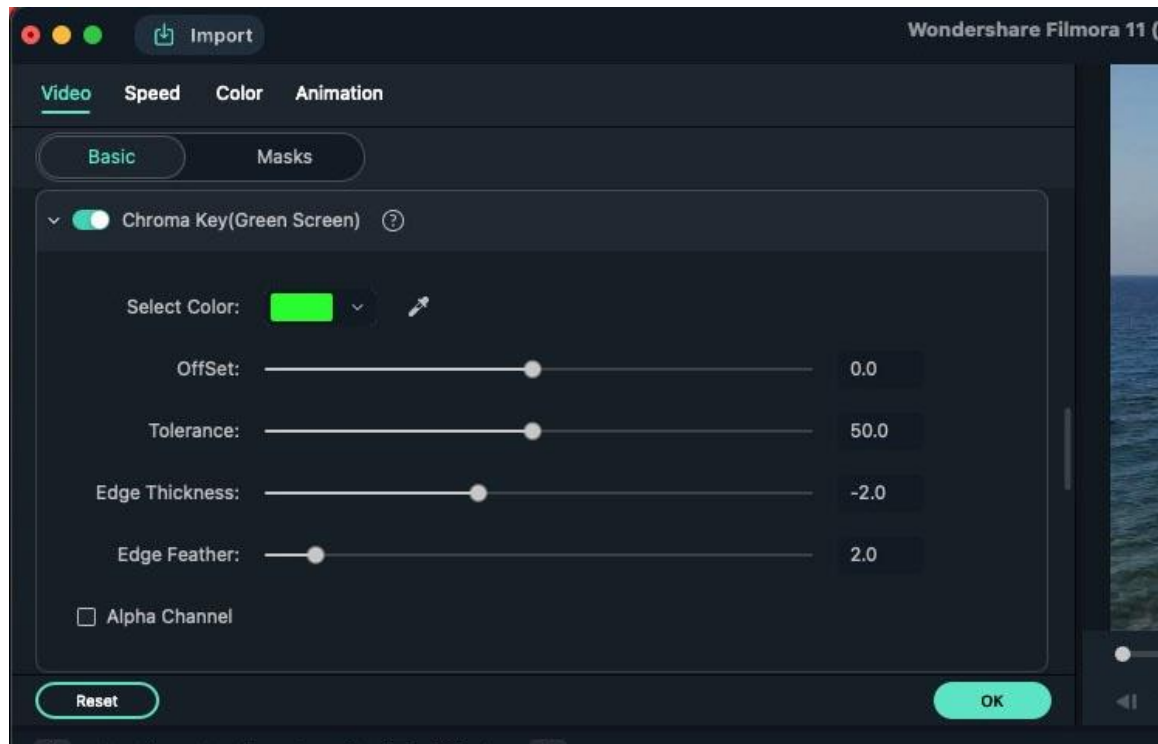 Import
Wondershare Filmora 11 (
Video Speed Color Animation
Basic Masks
Chroma Key(Green Screen) ?
Select Color:
OffSet: 0.0
Tolerance: 50.0
Edge Thickness: -2.0
Edge Feather: 2.0
Alpha Channel
Reset OK